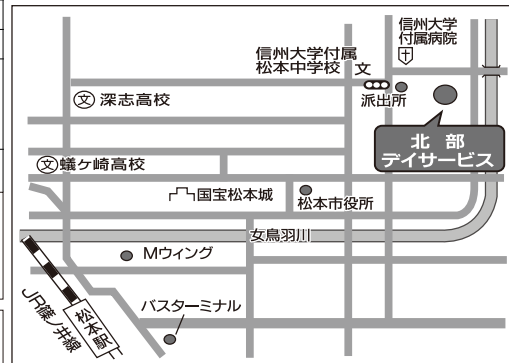 信州大学
付属病院
信州大学付属
松本中学校
文
派出所
文 深志高校
北部
デイサービス
文 蟻ヶ崎高校
国宝松本城
松本市役所
女鳥羽川
Mウィング
バスターミナル
松本駅
JR篠ノ井線